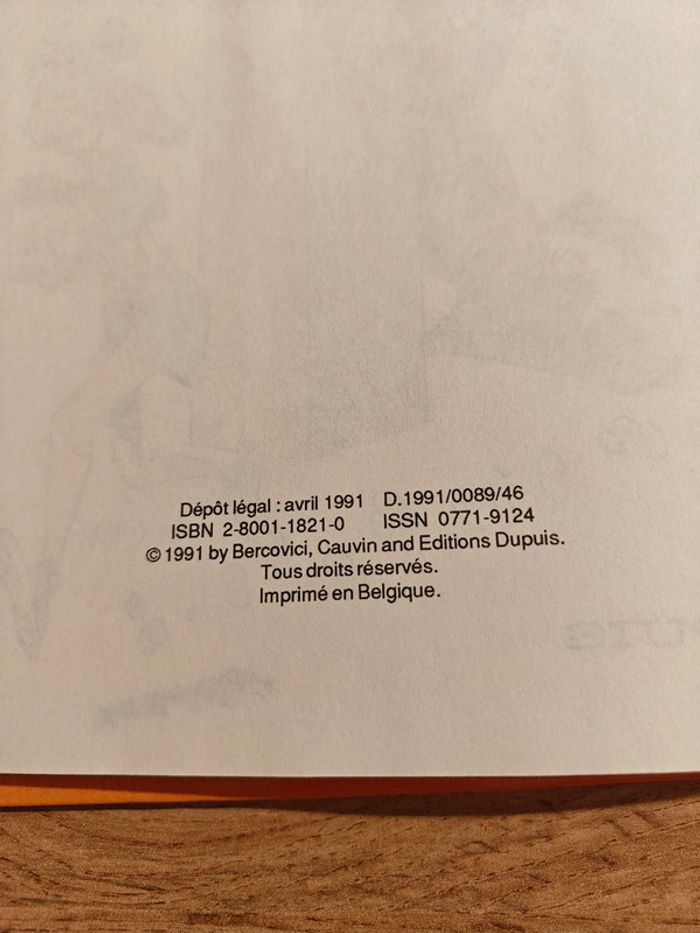 Dépôt légal : avril 1991 D.1991/0089/46
ISBN 2-8001-1821-0 ISSN 0771-9124
© 1991 by Bercovici, Cauvin and Editions Dupuis.
Tous droits réservés.
Imprimé en Belgique.